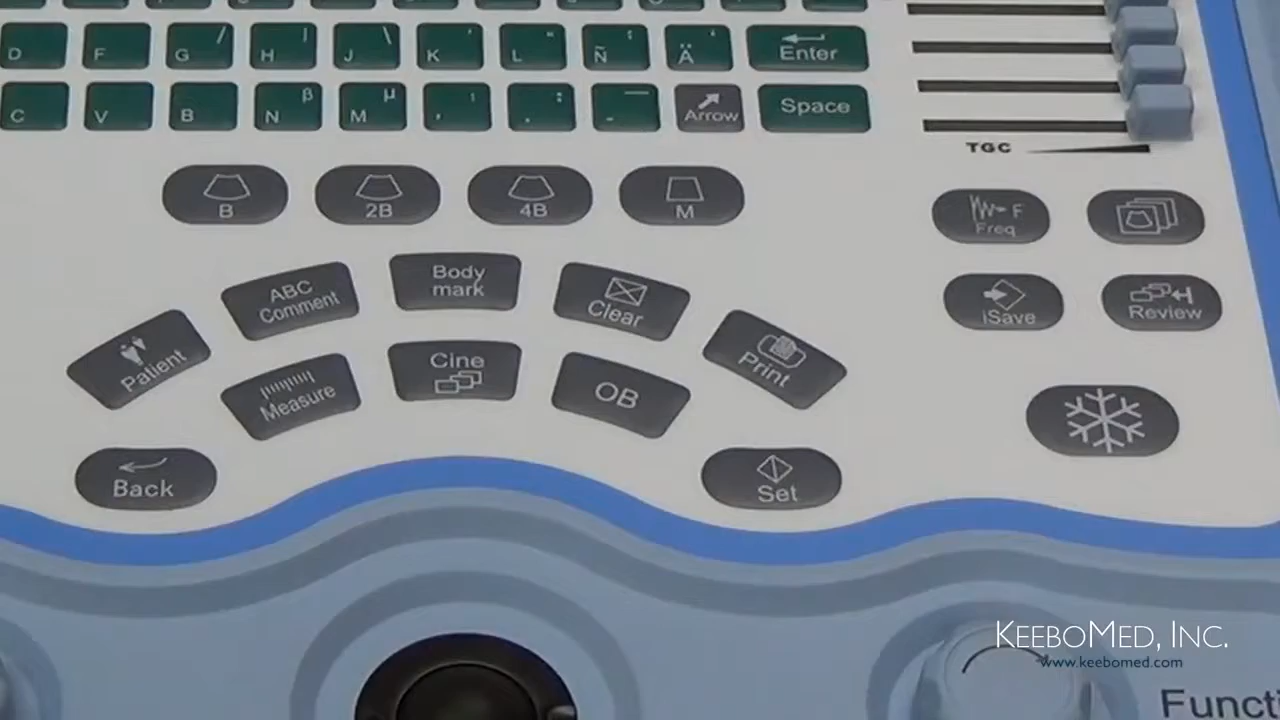 D F G / H | J \ K ' L " Ñ Ä Enter
C V B N β M μ , . : - — Arrow Space
TGC
B 2B 4B M
F
Freq
ABC
Comment
Body
mark
Clear
iSave
Review
Patient
Measure
Cine
OB
Print
Back
Set
KEEBOMED, INC.
www.keebomed.com
Functi